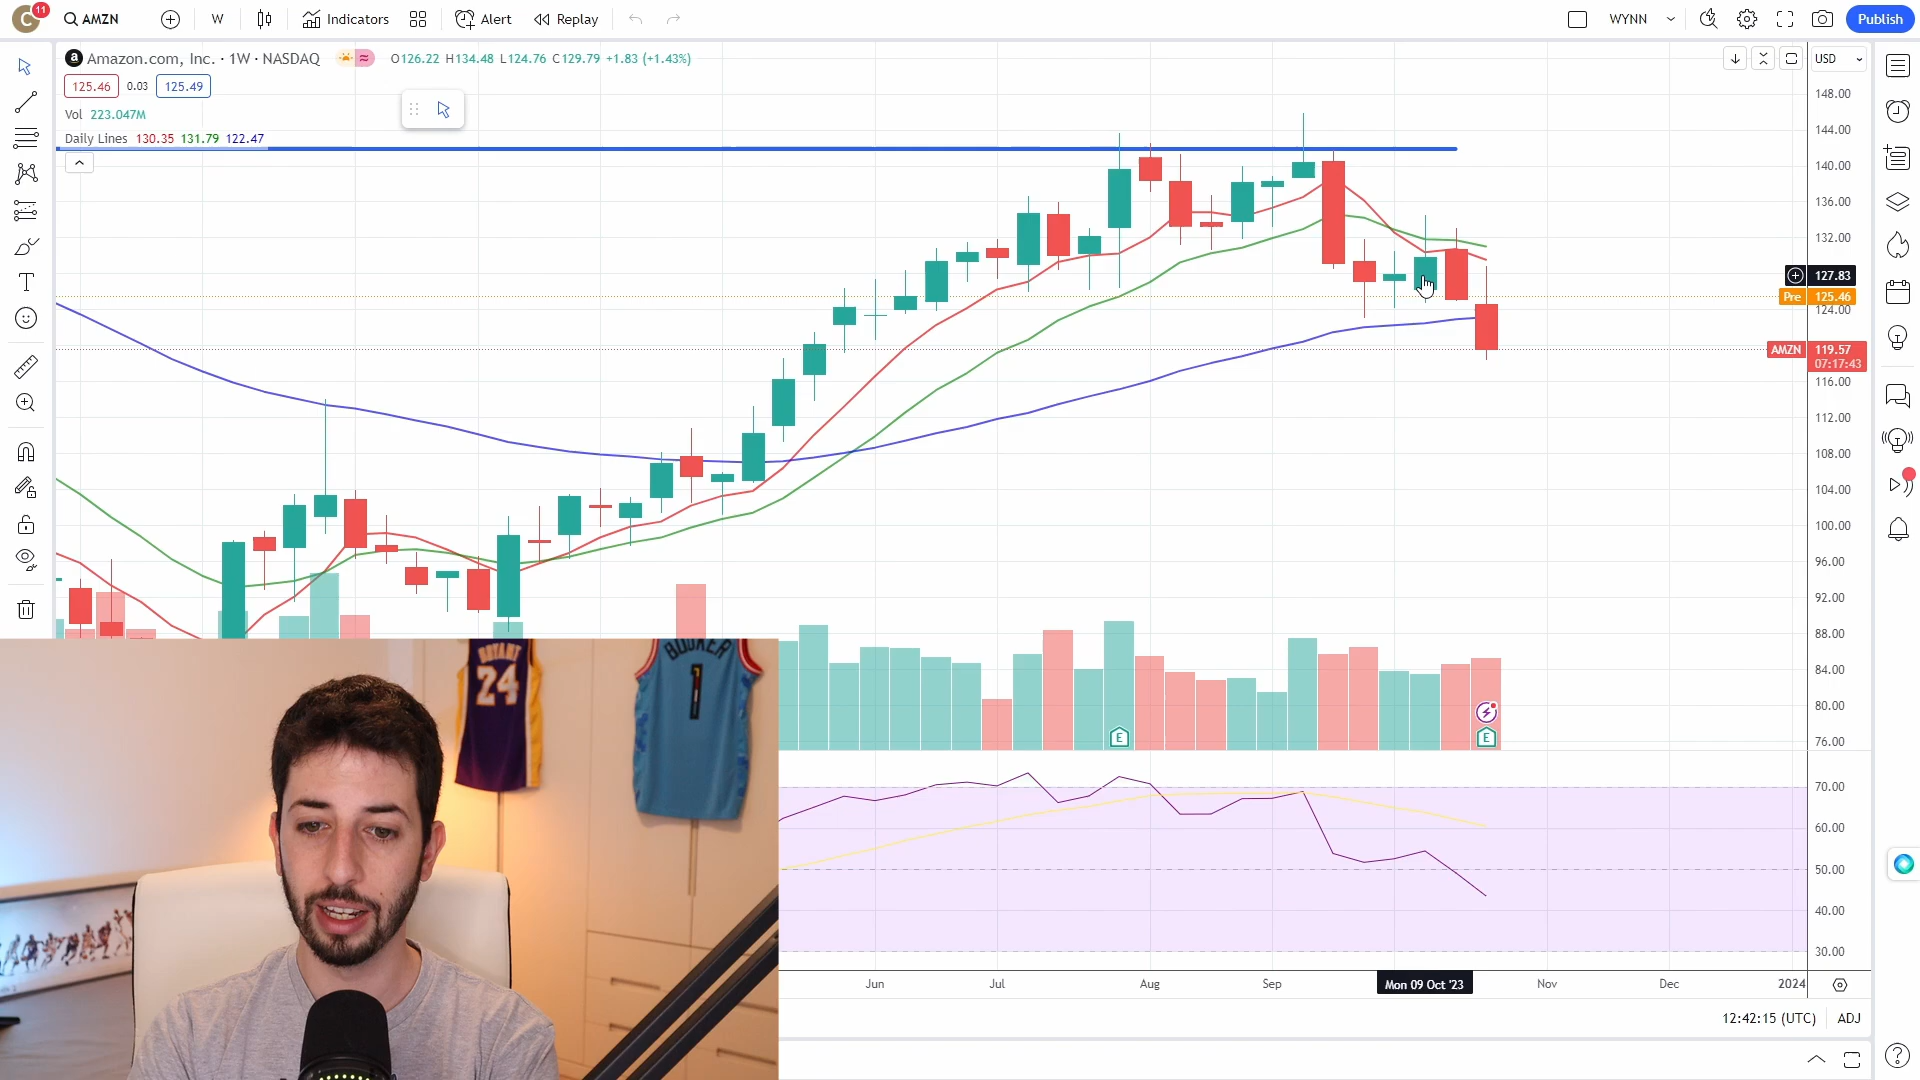 C 11 AMZN W Indicators Alert Replay WYNN Publish
a Amazon.com, Inc. · 1W · NASDAQ ≈ O126.22 H134.48 L124.76 C129.79 +1.83 (+1.43%) USD
125.46 0.03 125.49
Vol 223.047M
Daily Lines 130.35 131.79 122.47
148.00
144.00
140.00
136.00
132.00
127.83
Pre 125.46
124.00
AMZN 119.57
07:17:43
116.00
112.00
108.00
104.00
100.00
96.00
92.00
88.00
84.00
80.00
76.00
E E
70.00
60.00
50.00
40.00
30.00
BRYANT
24
BOOKER
1
Jun Jul Aug Sep Mon 09 Oct '23 Nov Dec 2024
12:42:15 (UTC) ADJ